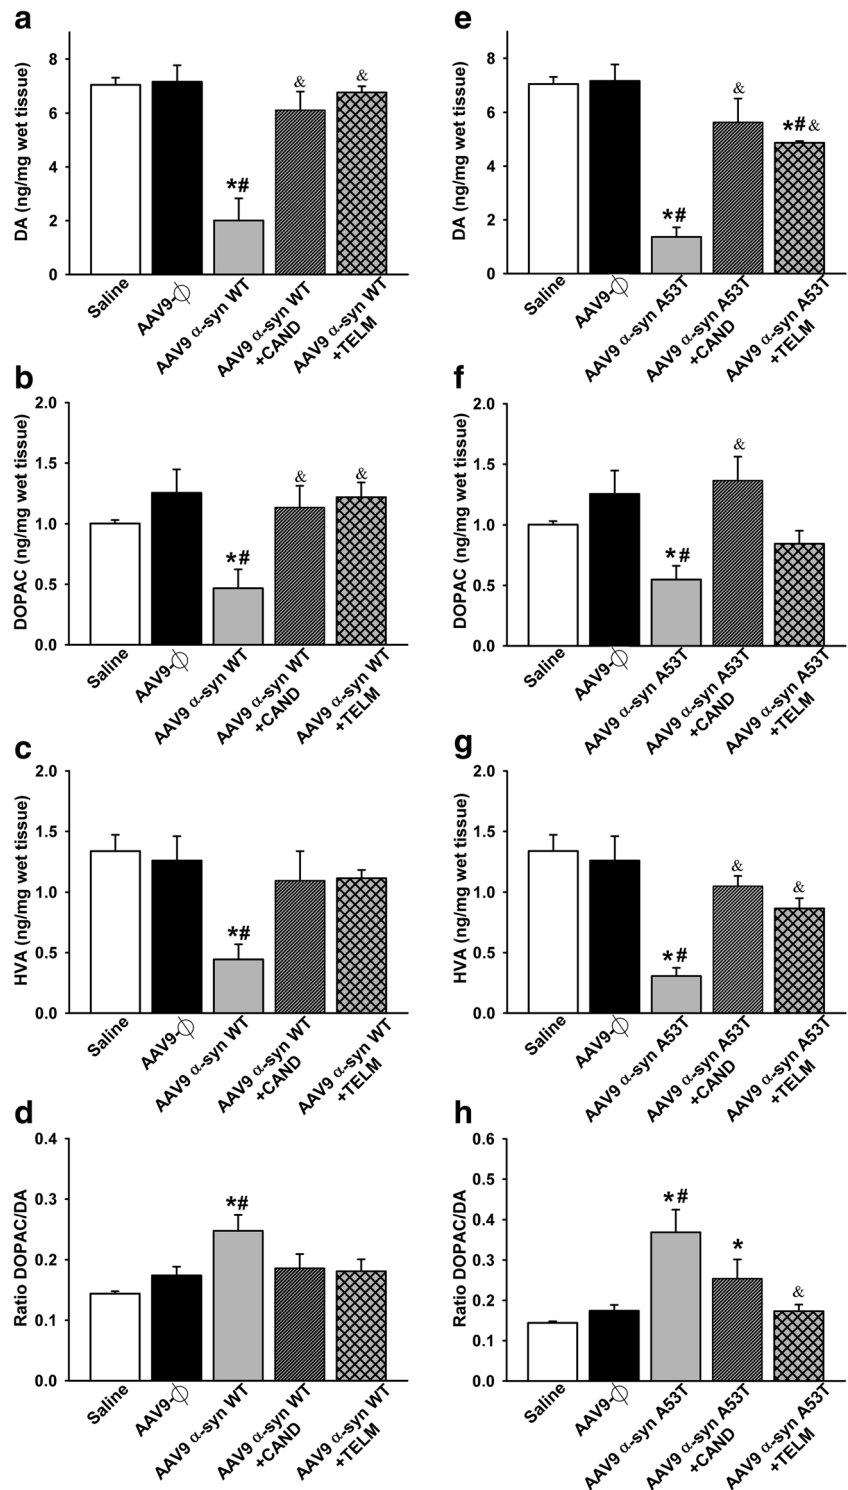 a
DA (ng/mg wet tissue)
8
6
4
2
0
*#
&
&
Saline
AAV9-∅
AAV9 α-syn WT
AAV9 α-syn WT
+CAND
AAV9 α-syn WT
+TELM
e
DA (ng/mg wet tissue)
8
6
4
2
0
*#
&
*#&
Saline
AAV9-∅
AAV9 α-syn A53T
AAV9 α-syn A53T
+CAND
AAV9 α-syn A53T
+TELM
b
DOPAC (ng/mg wet tissue)
2.0
1.5
1.0
0.5
0.0
*#
&
&
Saline
AAV9-∅
AAV9 α-syn WT
AAV9 α-syn WT
+CAND
AAV9 α-syn WT
+TELM
f
DOPAC (ng/mg wet tissue)
2.0
1.5
1.0
0.5
0.0
*#
&
Saline
AAV9-∅
AAV9 α-syn A53T
AAV9 α-syn A53T
+CAND
AAV9 α-syn A53T
+TELM
c
HVA (ng/mg wet tissue)
2.0
1.5
1.0
0.5
0.0
*#
Saline
AAV9-∅
AAV9 α-syn WT
AAV9 α-syn WT
+CAND
AAV9 α-syn WT
+TELM
g
HVA (ng/mg wet tissue)
2.0
1.5
1.0
0.5
0.0
*#
&
&
Saline
AAV9-∅
AAV9 α-syn A53T
AAV9 α-syn A53T
+CAND
AAV9 α-syn A53T
+TELM
d
Ratio DOPAC/DA
0.4
0.3
0.2
0.1
0.0
*#
Saline
AAV9-∅
AAV9 α-syn WT
AAV9 α-syn WT
+CAND
AAV9 α-syn WT
+TELM
h
Ratio DOPAC/DA
0.6
0.5
0.4
0.3
0.2
0.1
0.0
*#
*
&
Saline
AAV9-∅
AAV9 α-syn A53T
AAV9 α-syn A53T
+CAND
AAV9 α-syn A53T
+TELM